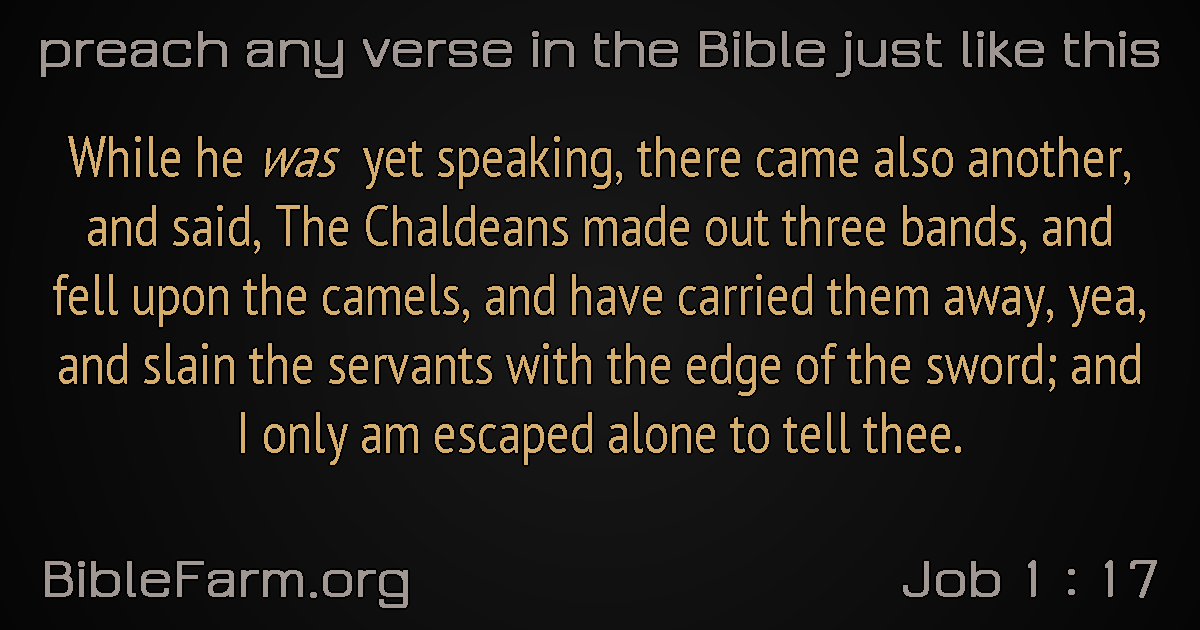 preach any verse in the Bible just like this
While he was yet speaking, there came also another,
and said, The Chaldeans made out three bands, and
fell upon the camels, and have carried them away, yea,
and slain the servants with the edge of the sword; and
I only am escaped alone to tell thee.
BibleFarm.org
Job 1 : 17